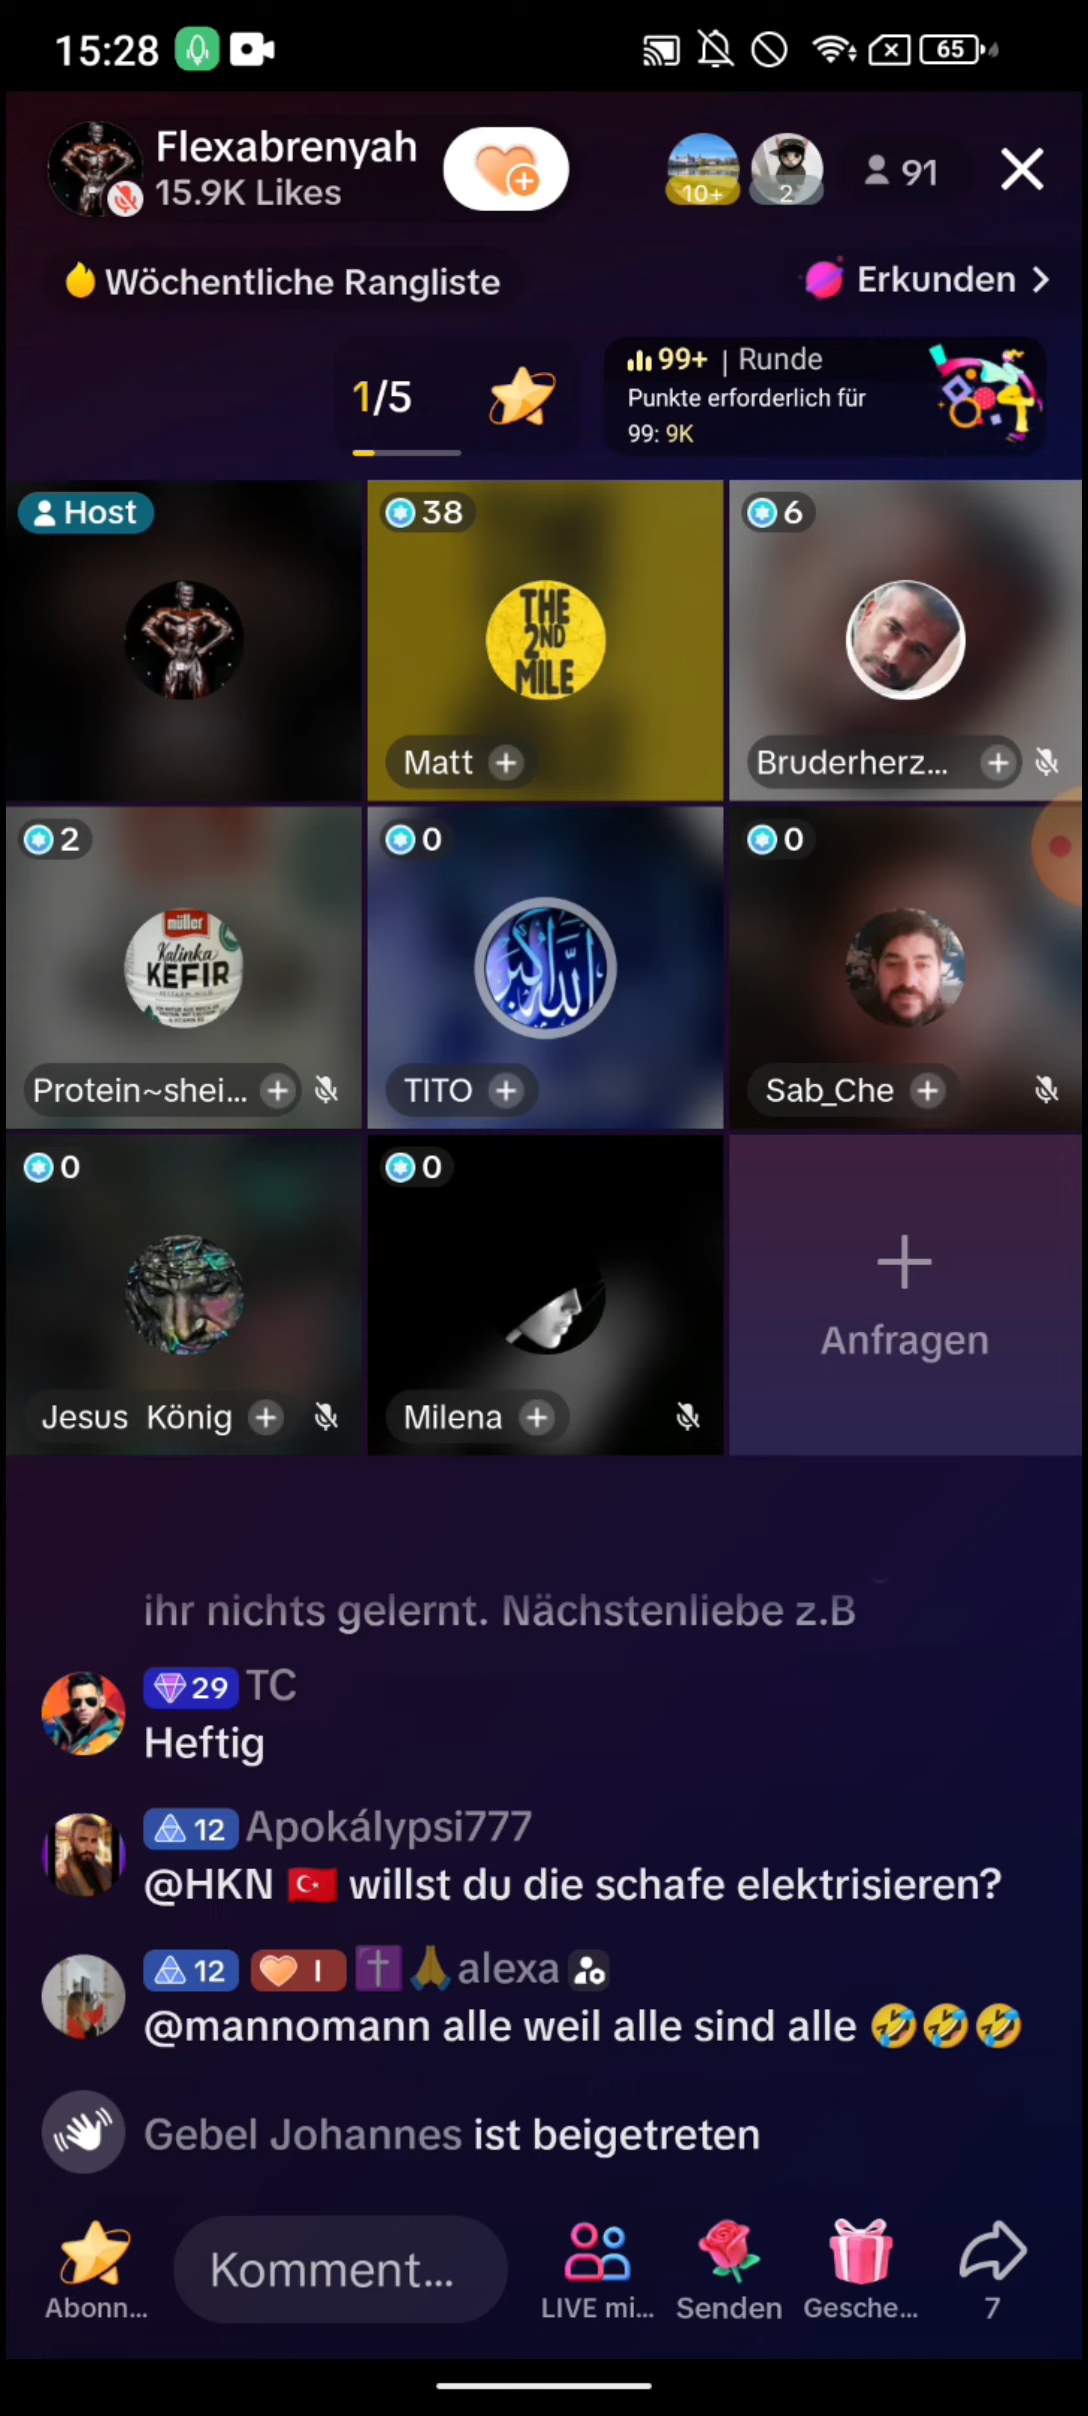 15:28
65
Flexabrenyah
15.9K Likes
10+
2
91
Wöchentliche Rangliste
Erkunden
1/5
99+ | Runde
Punkte erforderlich für
99: 9K
Host
38
6
THE
2ND
MILE
Matt
Bruderherz...
2
0
0
müller
Kalinka
KEFIR
الله اكبر
Protein~shei...
TITO
Sab_Che
0
0
Jesus König
Milena
Anfragen
ihr nichts gelernt. Nächstenliebe z.B
29 TC
Heftig
12 Apokálypsi777
@HKN 🇹🇷 willst du die schafe elektrisieren?
12 I ✝️🙏alexa
@mannomann alle weil alle sind alle 🤣🤣🤣
Gebel Johannes ist beigetreten
Komment...
Abonn...
LIVE mi...
Senden
Gesche...
7